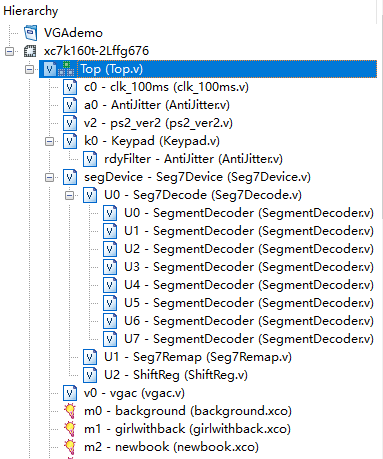 Hierarchy
VGAdemo
xc7k160t-2Lffg676
Top (Top.v)
c0 - clk_100ms (clk_100ms.v)
a0 - AntiJitter (AntiJitter.v)
v2 - ps2_ver2 (ps2_ver2.v)
k0 - Keypad (Keypad.v)
rdyFilter - AntiJitter (AntiJitter.v)
segDevice - Seg7Device (Seg7Device.v)
U0 - Seg7Decode (Seg7Decode.v)
U0 - SegmentDecoder (SegmentDecoder.v)
U1 - SegmentDecoder (SegmentDecoder.v)
U2 - SegmentDecoder (SegmentDecoder.v)
U3 - SegmentDecoder (SegmentDecoder.v)
U4 - SegmentDecoder (SegmentDecoder.v)
U5 - SegmentDecoder (SegmentDecoder.v)
U6 - SegmentDecoder (SegmentDecoder.v)
U7 - SegmentDecoder (SegmentDecoder.v)
U1 - Seg7Remap (Seg7Remap.v)
U2 - ShiftReg (ShiftReg.v)
v0 - vgac (vgac.v)
m0 - background (background.xco)
m1 - girlwithback (girlwithback.xco)
m2 - newbook (newbook.xco)